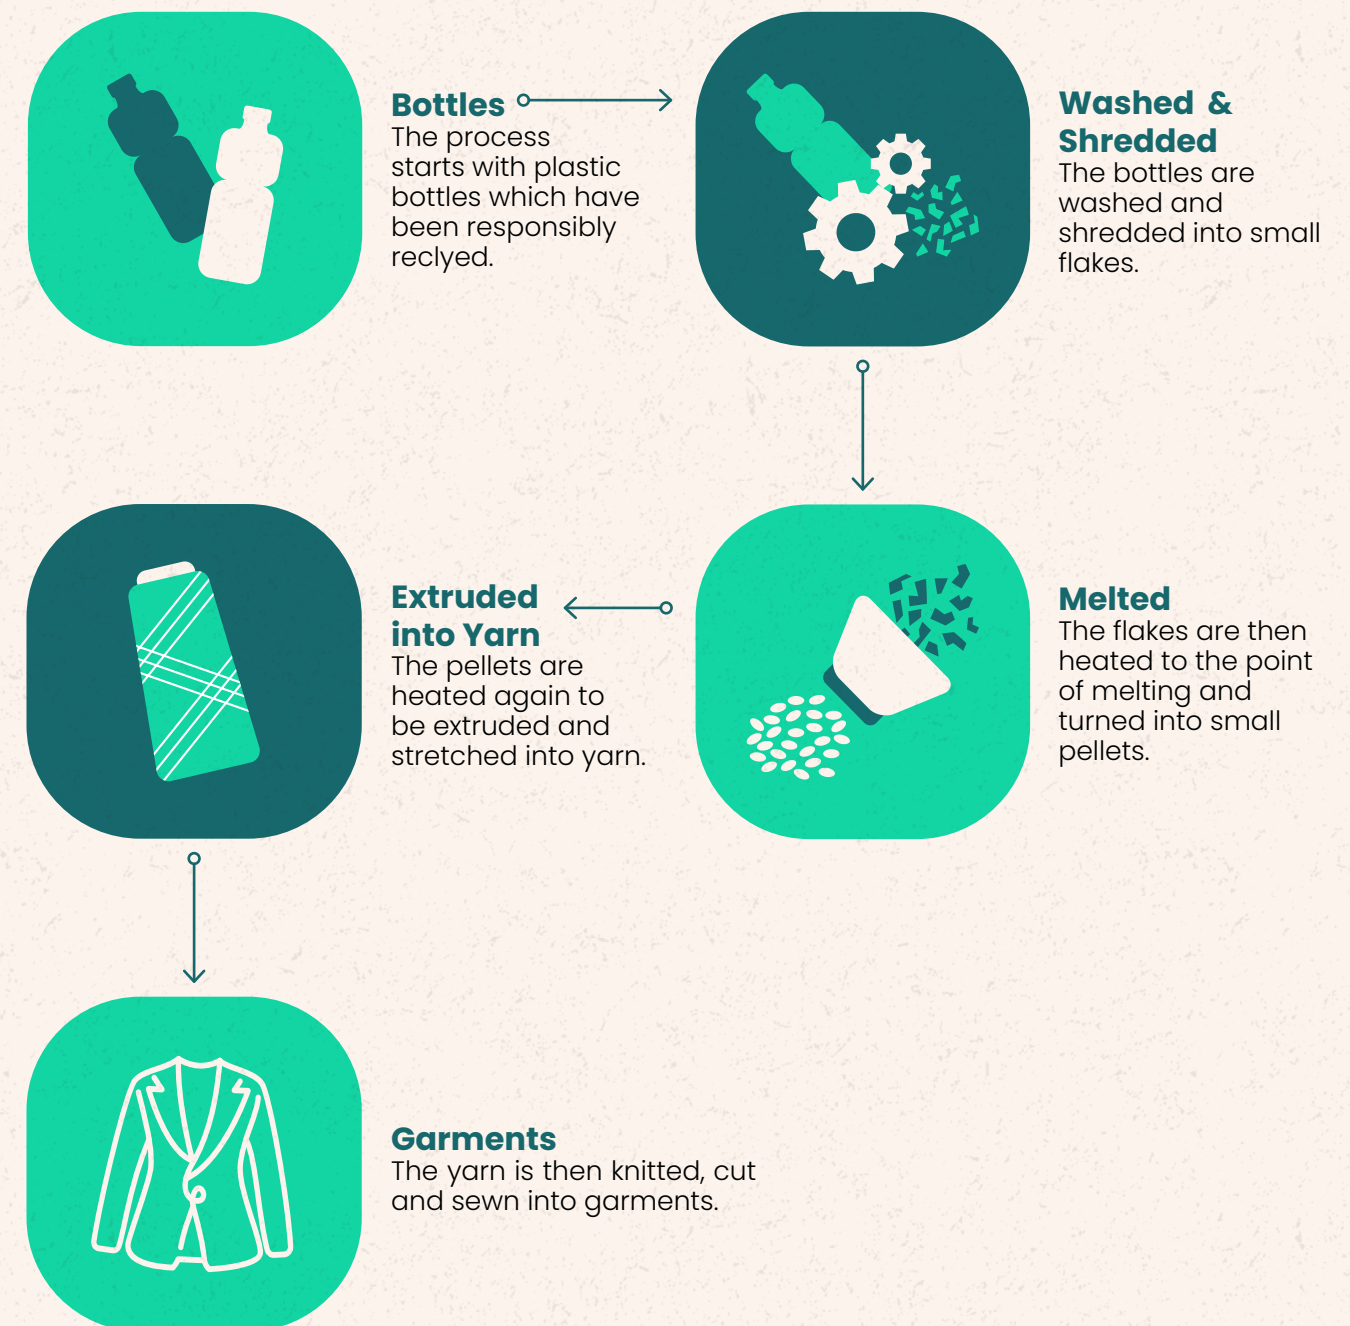 Bottles
The process
starts with plastic
bottles which have
been responsibly
reclyed.
Washed &
Shredded
The bottles are
washed and
shredded into small
flakes.
Melted
The flakes are then
heated to the point
of melting and
turned into small
pellets.
Extruded
into Yarn
The pellets are
heated again to
be extruded and
stretched into yarn.
Garments
The yarn is then knitted, cut
and sewn into garments.